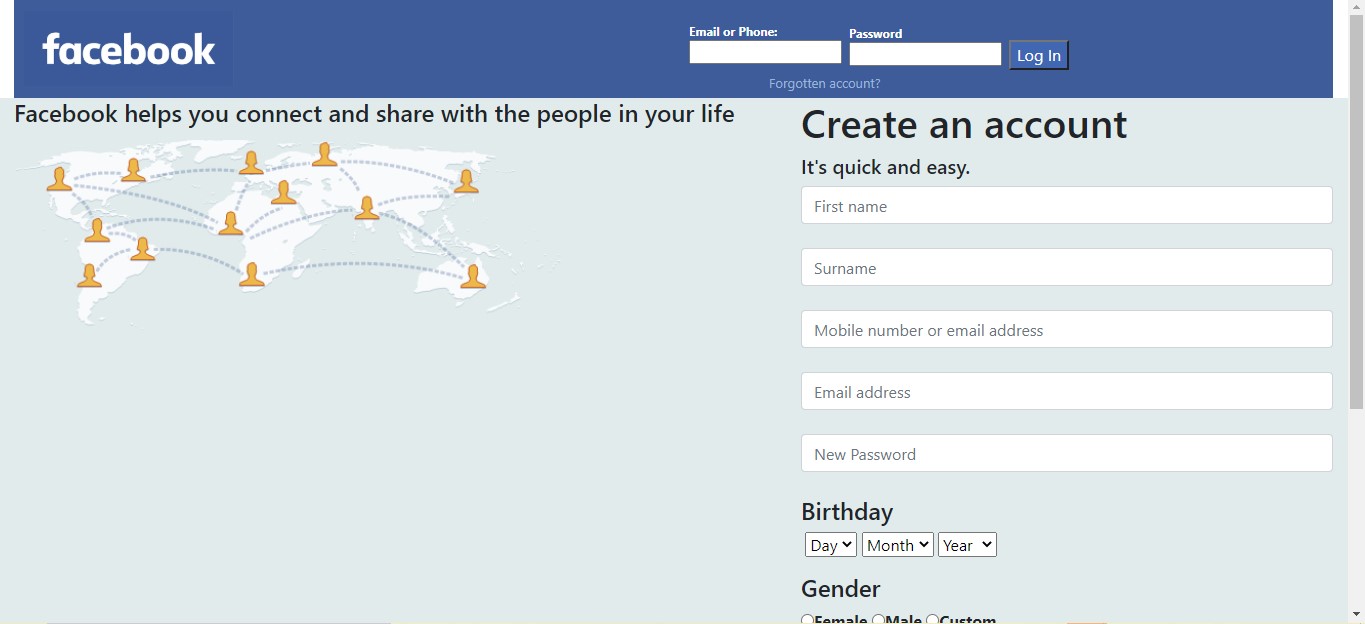 facebook
Email or Phone:
Password
Log In
Forgotten account?
Facebook helps you connect and share with the people in your life
Create an account
It's quick and easy.
First name
Surname
Mobile number or email address
Email address
New Password
Birthday
Day Month Year
Gender
Female Male Custom